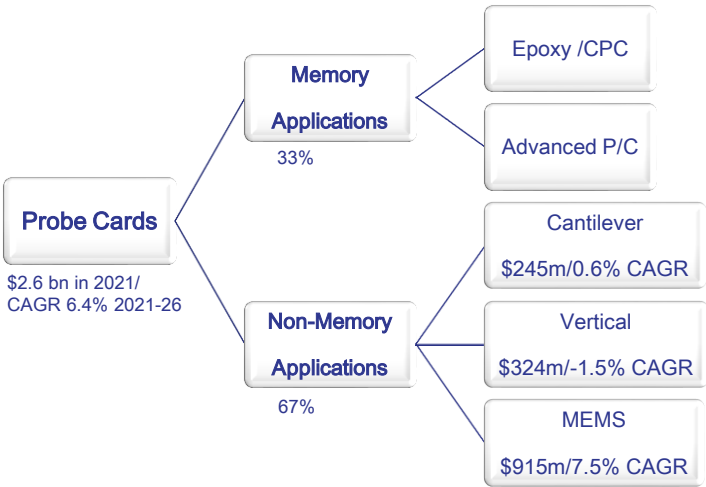 Probe Cards
$2.6 bn in 2021/
CAGR 6.4% 2021-26
Memory
Applications
33%
Epoxy /CPC
Advanced P/C
Non-Memory
Applications
67%
Cantilever
$245m/0.6% CAGR
Vertical
$324m/-1.5% CAGR
MEMS
$915m/7.5% CAGR